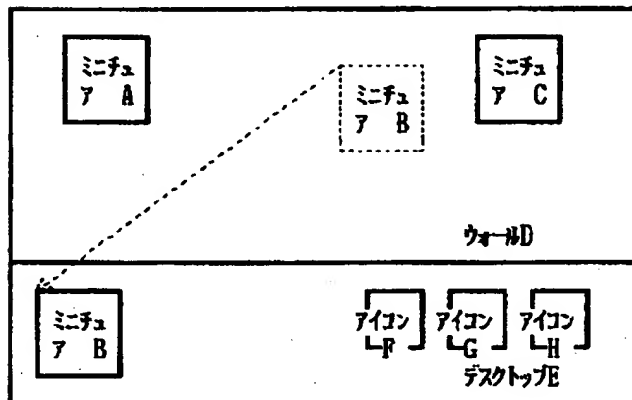 ミニチュ
ア A
ミニチュ
ア B
ミニチュ
ア C
ウォールD
ミニチュ
ア B
アイコン
F
アイコン
G
アイコン
H
デスクトップE